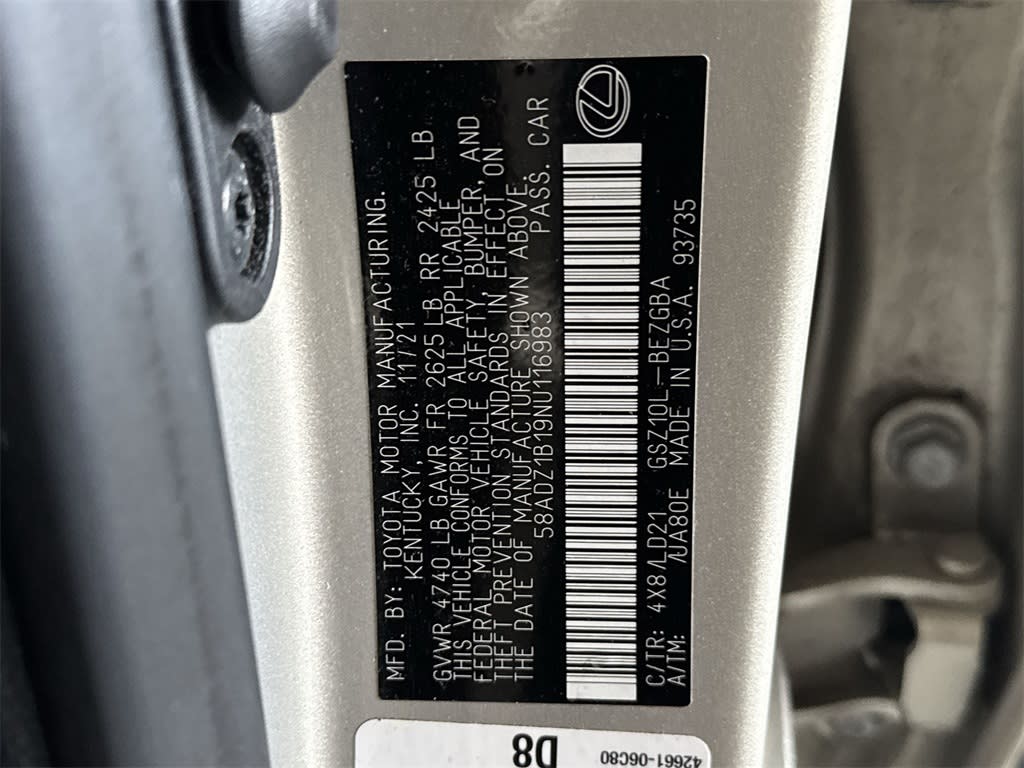 MFD. BY: TOYOTA MOTOR MANUFACTURING.
KENTUCKY, INC. 11/21
GVWR 4740 LB GAWR FR 2625 LB RR 2425 LB
THIS VEHICLE CONFORMS TO ALL APPLICABLE
FEDERAL MOTOR VEHICLE SAFETY, BUMPER, AND
THEFT PREVENTION STANDARDS IN EFFECT ON
THE DATE OF MANUFACTURE SHOWN ABOVE.
58ADZ1B19NU116983 PASS. CAR
C/TR: 4X8/LD21 GSZ10L-BEZGBA
A/TM: /UA80E MADE IN U.S.A. 93735
D8
42661-06C80